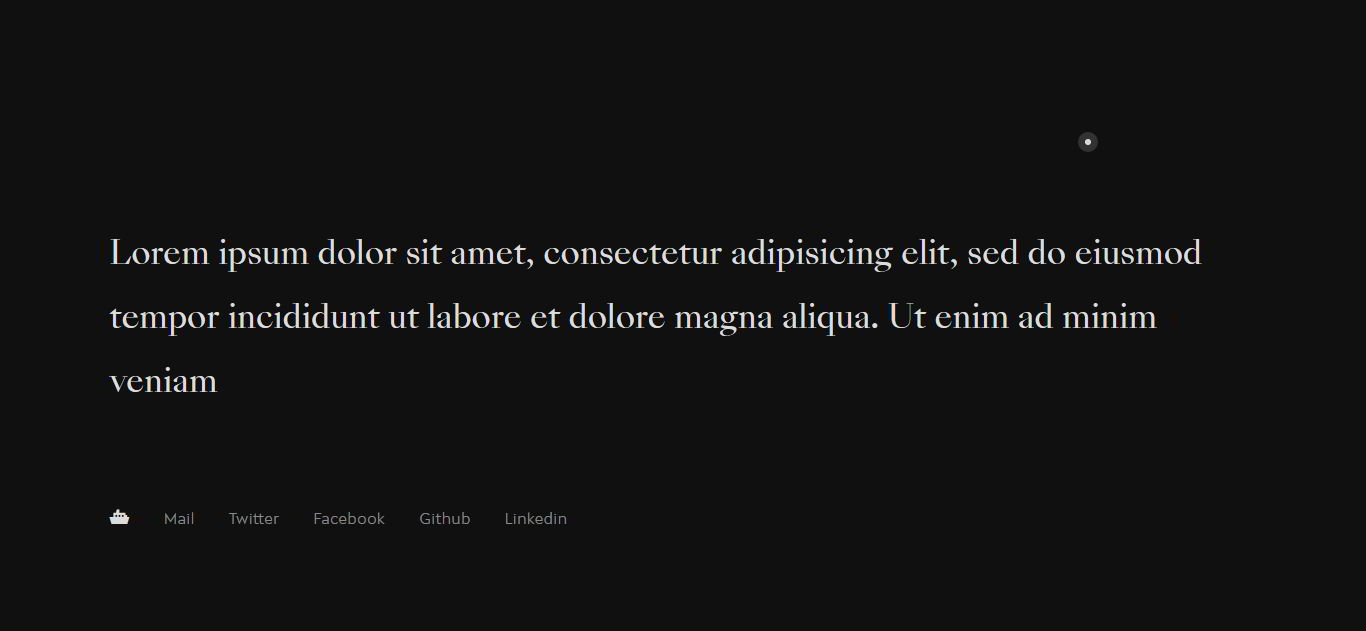 Lorem ipsum dolor sit amet, consectetur adipisicing elit, sed do eiusmod
tempor incididunt ut labore et dolore magna aliqua. Ut enim ad minim
veniam
Mail Twitter Facebook Github Linkedin